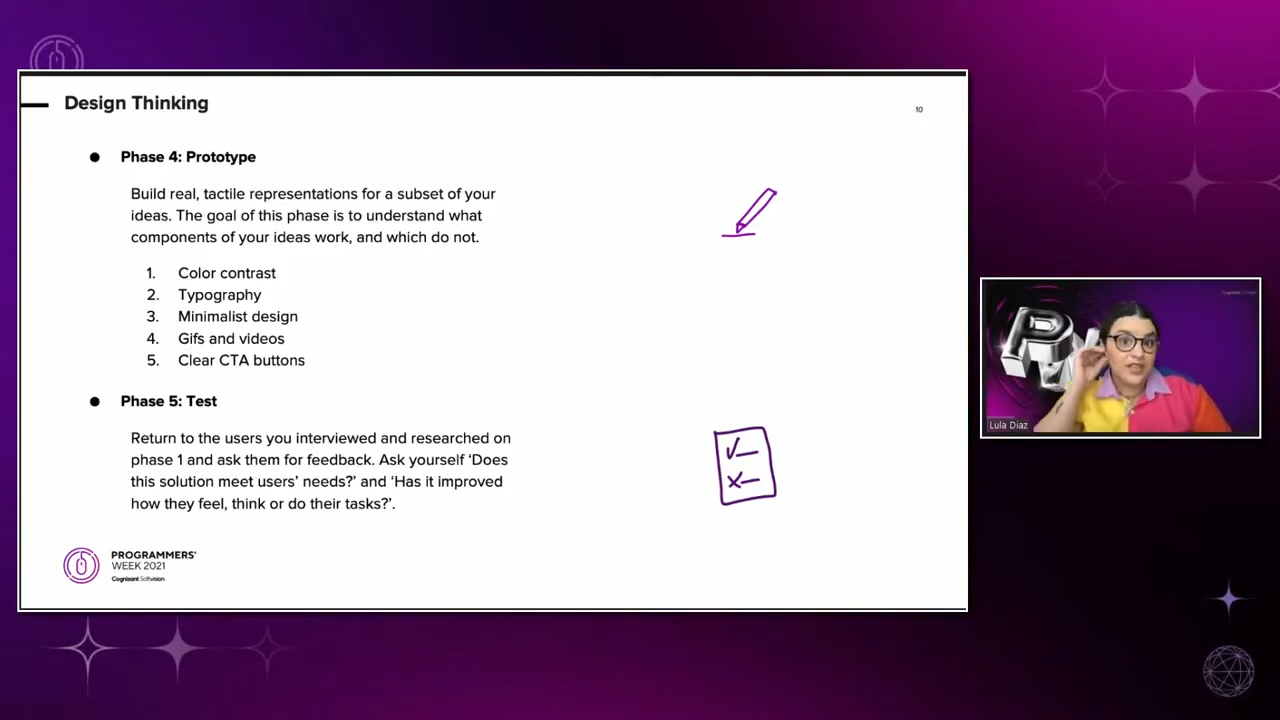 Design Thinking
10
● Phase 4: Prototype
Build real, tactile representations for a subset of your
ideas. The goal of this phase is to understand what
components of your ideas work, and which do not.
1. Color contrast
2. Typography
3. Minimalist design
4. Gifs and videos
5. Clear CTA buttons
● Phase 5: Test
Return to the users you interviewed and researched on
phase 1 and ask them for feedback. Ask yourself ‘Does
this solution meet users’ needs?’ and ‘Has it improved
how they feel, think or do their tasks?’.
PROGRAMMERS'
WEEK 2021
Cognizant Softvision
PW
Lula Diaz